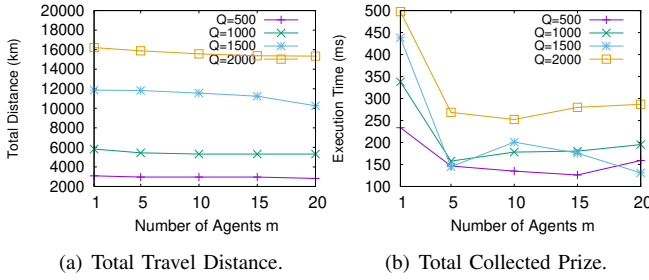 Total Distance (km)
20000
18000
16000
14000
12000
10000
8000
6000
4000
2000
Q=500
Q=1000
Q=1500
Q=2000
1 5 10 15 20
Number of Agents m
(a) Total Travel Distance.
Execution Time (ms)
500
450
400
350
300
250
200
150
100
Q=500
Q=1000
Q=1500
Q=2000
1 5 10 15 20
Number of Agents m
(b) Total Collected Prize.